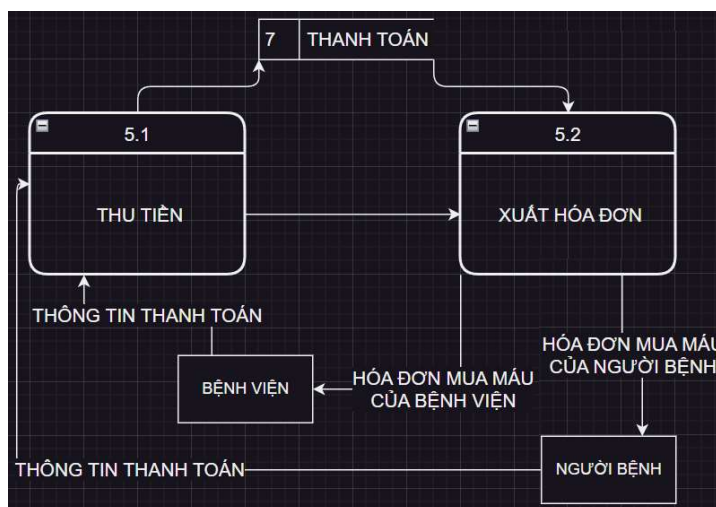 7 THANH TOÁN
5.1
5.2
THU TIỀN
XUẤT HÓA ĐƠN
THÔNG TIN THANH TOÁN
HÓA ĐƠN MUA MÁU
CỦA NGƯỜI BỆNH
BỆNH VIỆN
HÓA ĐƠN MUA MÁU
CỦA BỆNH VIỆN
THÔNG TIN THANH TOÁN
NGƯỜI BỆNH